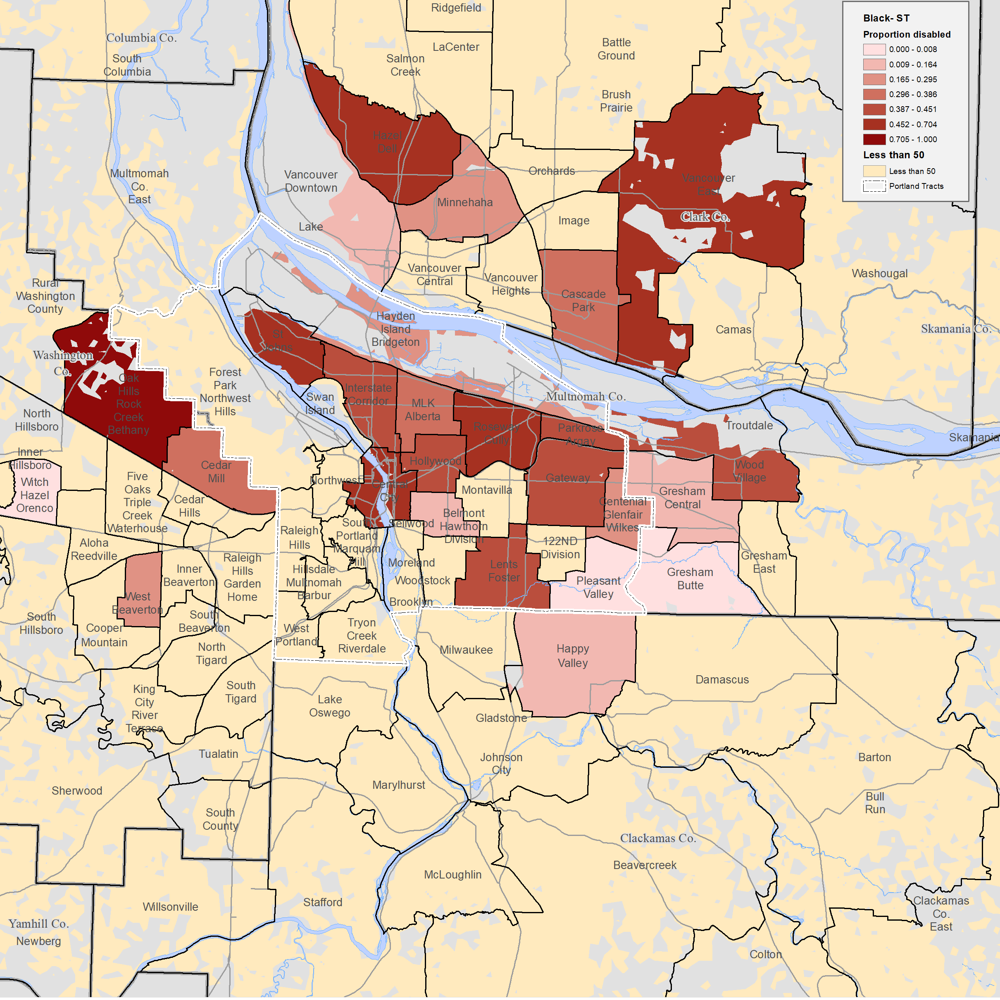 Black- ST
Proportion disabled
0.000 - 0.008
0.009 - 0.164
0.165 - 0.295
0.296 - 0.386
0.387 - 0.451
0.452 - 0.704
0.705 - 1.000
Less than 50
Less than 50
Portland Tracts
Ridgefield
Columbia Co.
South
Columbia
LaCenter
Salmon
Creek
Battle
Ground
Brush
Prairie
Hazel
Dell
Multmomah
Co.
East
Vancouver
Downtown
Orchards
Vancouver
East
Minnehaha
Clark Co.
Image
Lake
Vancouver
Central
Vancouver
Heights
Washougal
Rural
Washington
County
Cascade
Park
Hayden
Island
Bridgeton
Camas
Skamania Co.
St
Johns
Washington
Co.
Oak
Hills
Rock
Creek
Bethany
Forest
Park
Northwest
Hills
Swan
Island
Interstate
Corridor
MLK
Alberta
Multnomah Co.
North
Hillsboro
Roseway
Cully
Parkrose
Argay
Troutdale
Skamania
Inner
Hillsboro
Cedar
Mill
Hollywood
Wood
Village
Witch
Hazel
Orenco
Five
Oaks
Triple
Creek
Waterhouse
Cedar
Hills
Northwest
Central
City
Montavilla
Gateway
Gresham
Central
Centenial
Glenfair
Wilkes
Belmont
Hawthorn
Division
Sellwood
South
Portland
Marquam
Hill
Raleigh
Hills
Aloha
Reedville
122ND
Division
Gresham
East
Raleigh
Hills
Garden
Home
Inner
Beaverton
Hillsdale
Multnomah
Barbur
Moreland
Woodstock
Brooklyn
Lents
Foster
Pleasant
Valley
Gresham
Butte
West
Beaverton
South
Hillsboro
South
Beaverton
Cooper
Mountain
West
Portland
Tryon
Creek
Riverdale
North
Tigard
Milwaukee
Happy
Valley
Damascus
King
City
River
Terrace
South
Tigard
Lake
Oswego
Gladstone
Tualatin
Johnson
City
Barton
Sherwood
Marylhurst
Bull
Run
South
County
Clackamas Co.
Beavercreek
McLoughlin
Willsonville
Stafford
Clackamas
Co.
East
Yamhill Co.
Newberg
Colton